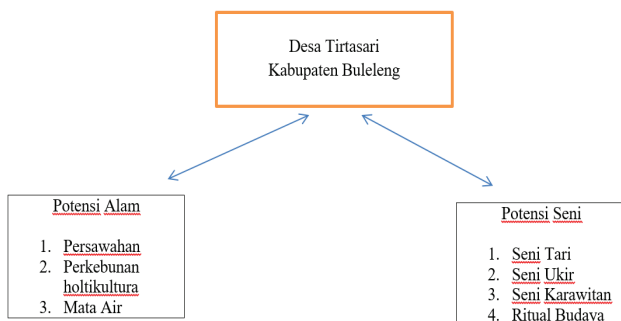 Desa Tirtasari
Kabupaten Buleleng
Potensi Alam
1. Persawahan
2. Perkebunan
holtikultura
3. Mata Air
Potensi Seni
1. Seni Tari
2. Seni Ukir
3. Seni Karawitan
4. Ritual Budaya